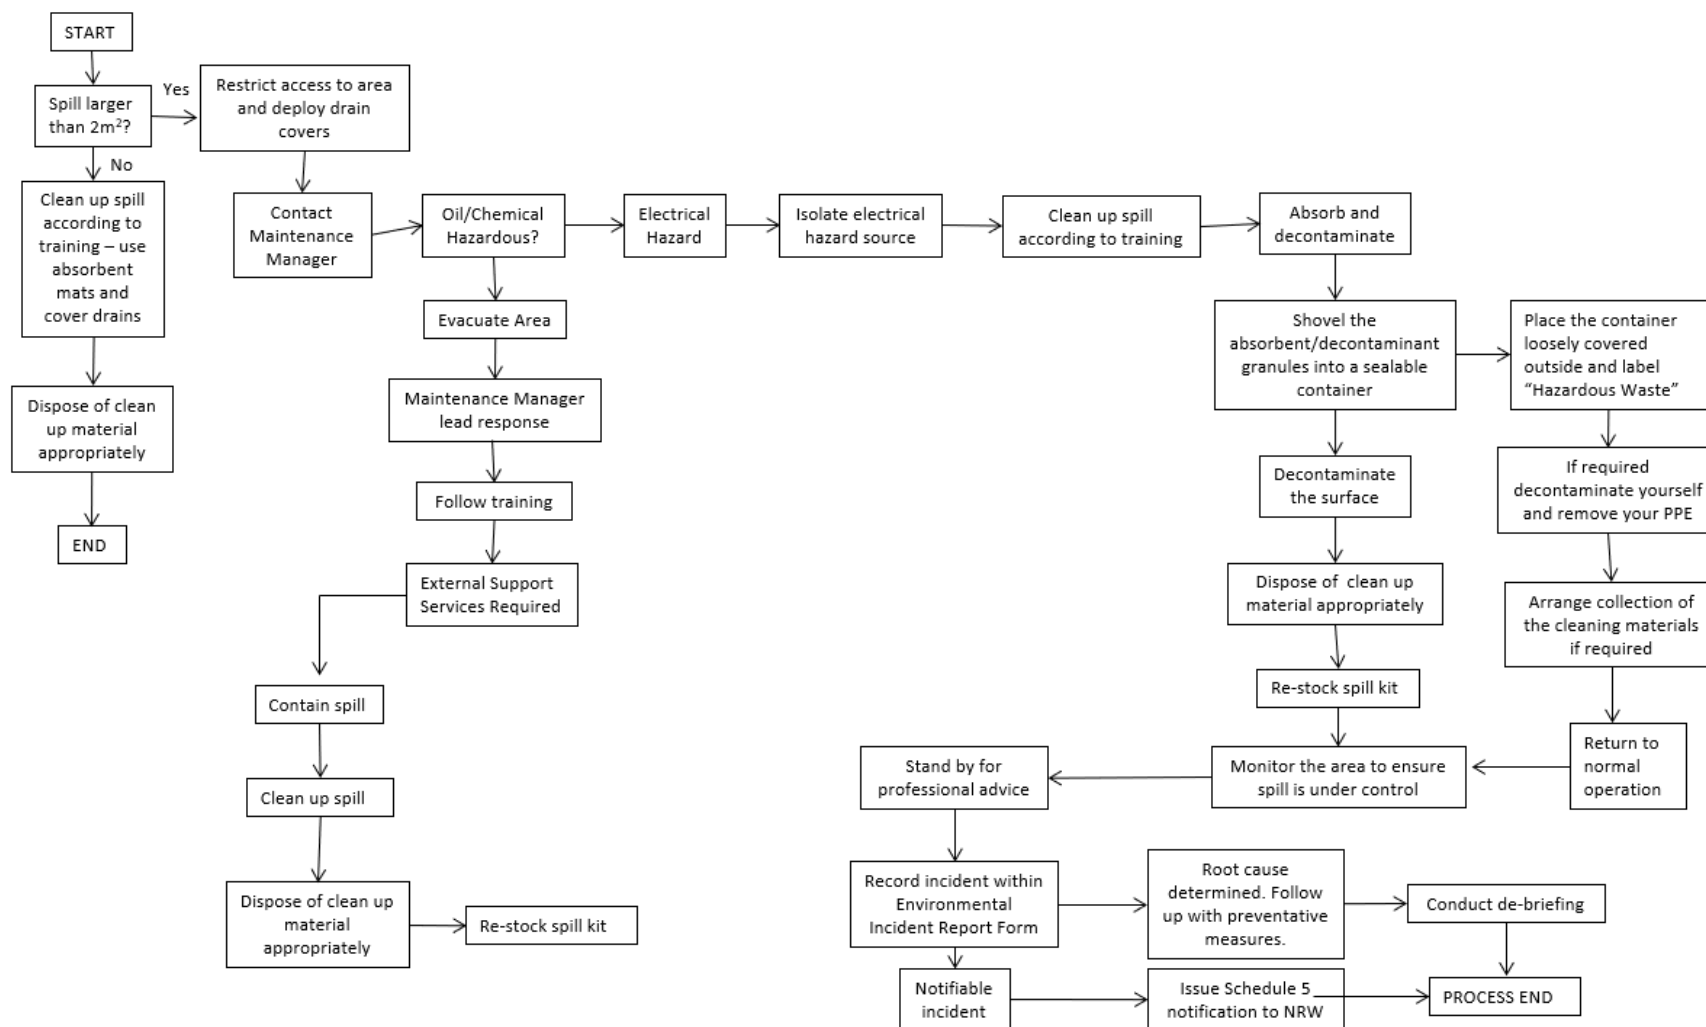 START
Spill larger
than 2m²?
Yes
No
Restrict access to area
and deploy drain
covers
Clean up spill
according to
training – use
absorbent
mats and
cover drains
Dispose of clean
up material
appropriately
END
Contact
Maintenance
Manager
Oil/Chemical
Hazardous?
Electrical
Hazard
Isolate electrical
hazard source
Clean up spill
according to training
Absorb and
decontaminate
Evacuate Area
Maintenance Manager
lead response
Follow training
External Support
Services Required
Contain spill
Clean up spill
Dispose of clean up
material
appropriately
Re-stock spill kit
Shovel the
absorbent/decontaminant
granules into a sealable
container
Place the container
loosely covered
outside and label
“Hazardous Waste”
Decontaminate
the surface
If required
decontaminate yourself
and remove your PPE
Dispose of clean up
material appropriately
Arrange collection of
the cleaning materials
if required
Re-stock spill kit
Return to
normal
operation
Monitor the area to ensure
spill is under control
Stand by for
professional advice
Record incident within
Environmental
Incident Report Form
Root cause
determined. Follow
up with preventative
measures.
Conduct de-briefing
Notifiable
incident
Issue Schedule 5
notification to NRW
PROCESS END